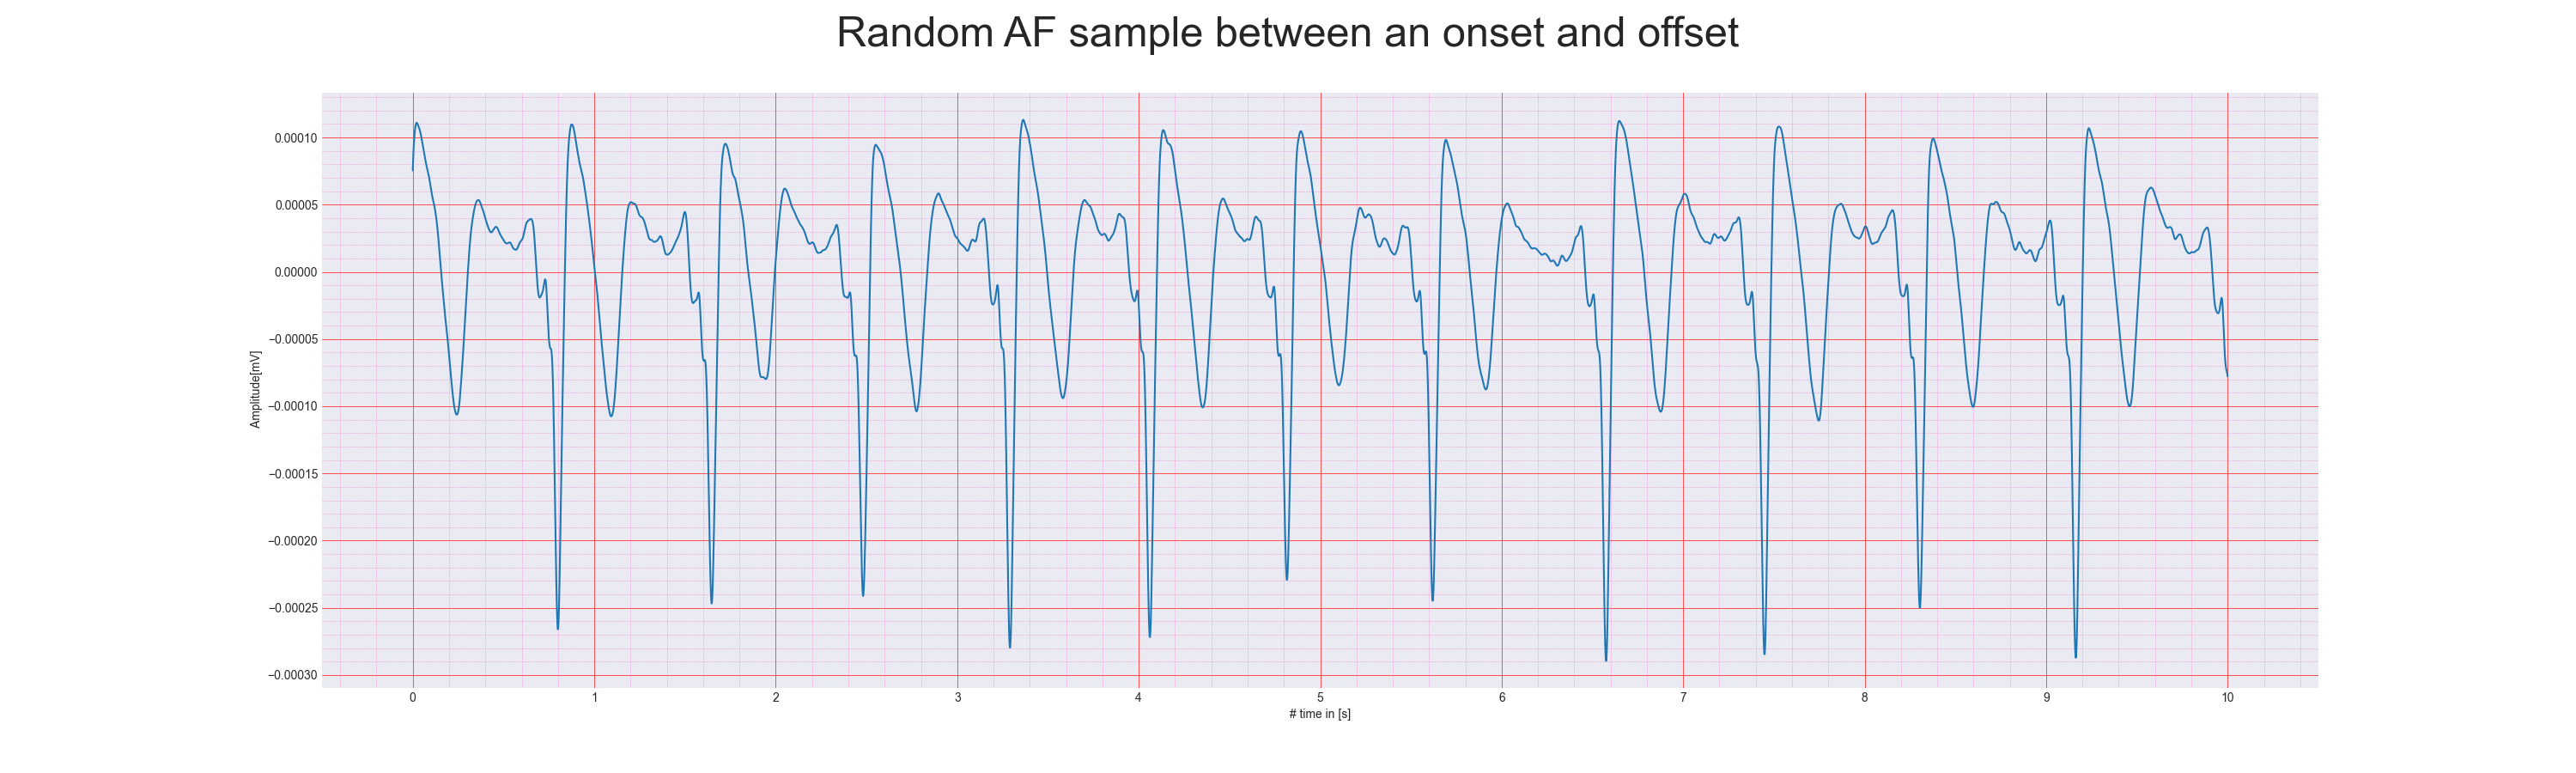 Random AF sample between an onset and offset
Amplitude[mV]
0.00010
0.00005
0.00000
−0.00005
−0.00010
−0.00015
−0.00020
−0.00025
−0.00030
0 1 2 3 4 5 6 7 8 9 10
# time in [s]